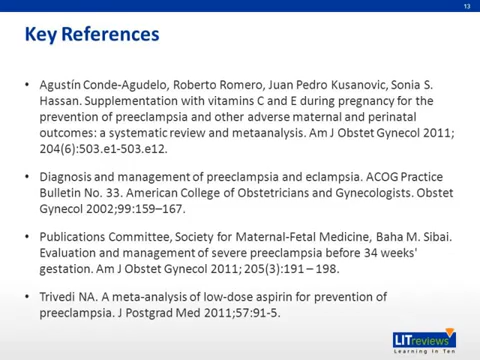 13
Key References
• Agustín Conde-Agudelo, Roberto Romero, Juan Pedro Kusanovic, Sonia S.
Hassan. Supplementation with vitamins C and E during pregnancy for the
prevention of preeclampsia and other adverse maternal and perinatal
outcomes: a systematic review and metaanalysis. Am J Obstet Gynecol 2011;
204(6):503.e1-503.e12.
• Diagnosis and management of preeclampsia and eclampsia. ACOG Practice
Bulletin No. 33. American College of Obstetricians and Gynecologists. Obstet
Gynecol 2002;99:159–167.
• Publications Committee, Society for Maternal-Fetal Medicine, Baha M. Sibai.
Evaluation and management of severe preeclampsia before 34 weeks'
gestation. Am J Obstet Gynecol 2011; 205(3):191 – 198.
• Trivedi NA. A meta-analysis of low-dose aspirin for prevention of
preeclampsia. J Postgrad Med 2011;57:91-5.
LITreviews
Learning in Ten